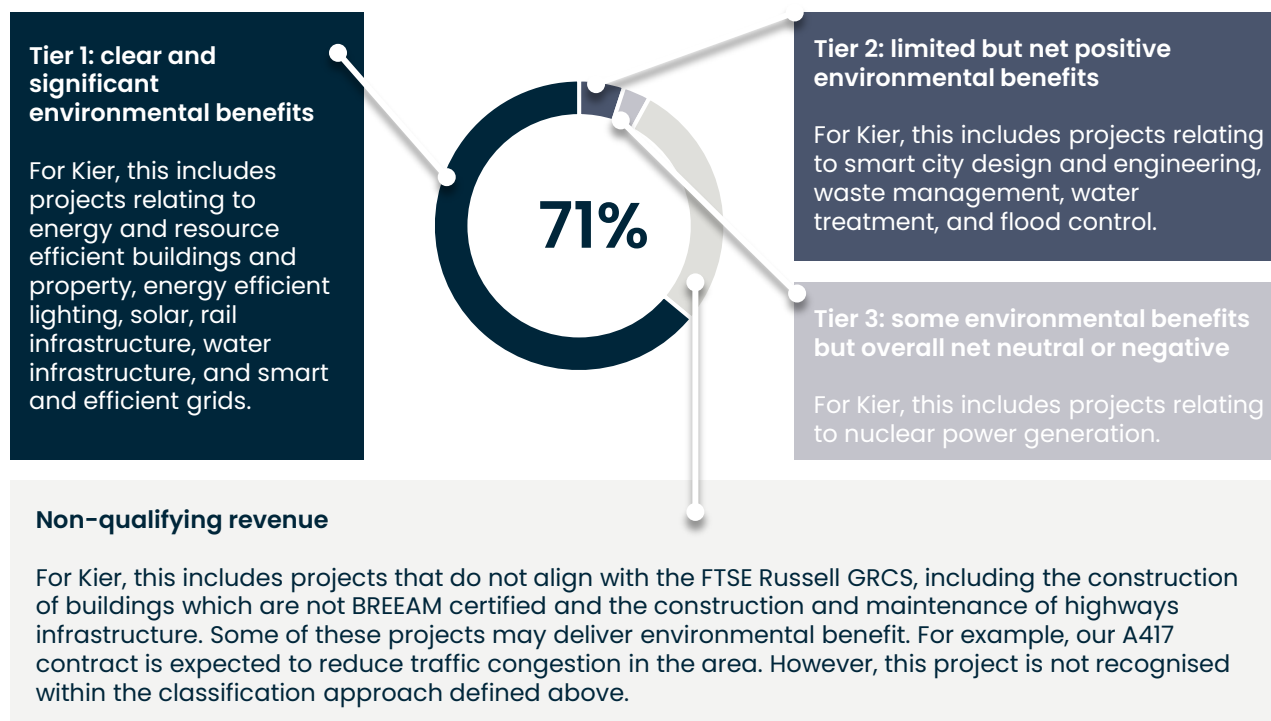 Tier 1: clear and
significant
environmental benefits
For Kier, this includes
projects relating to
energy and resource
efficient buildings and
property, energy efficient
lighting, solar, rail
infrastructure, water
infrastructure, and smart
and efficient grids.
71%
Tier 2: limited but net positive
environmental benefits
For Kier, this includes projects relating
to smart city design and engineering,
waste management, water
treatment, and flood control.
Tier 3: some environmental benefits
but overall net neutral or negative
For Kier, this includes projects relating
to nuclear power generation.
Non-qualifying revenue
For Kier, this includes projects that do not align with the FTSE Russell GRCS, including the construction
of buildings which are not BREEAM certified and the construction and maintenance of highways
infrastructure. Some of these projects may deliver environmental benefit. For example, our A417
contract is expected to reduce traffic congestion in the area. However, this project is not recognised
within the classification approach defined above.